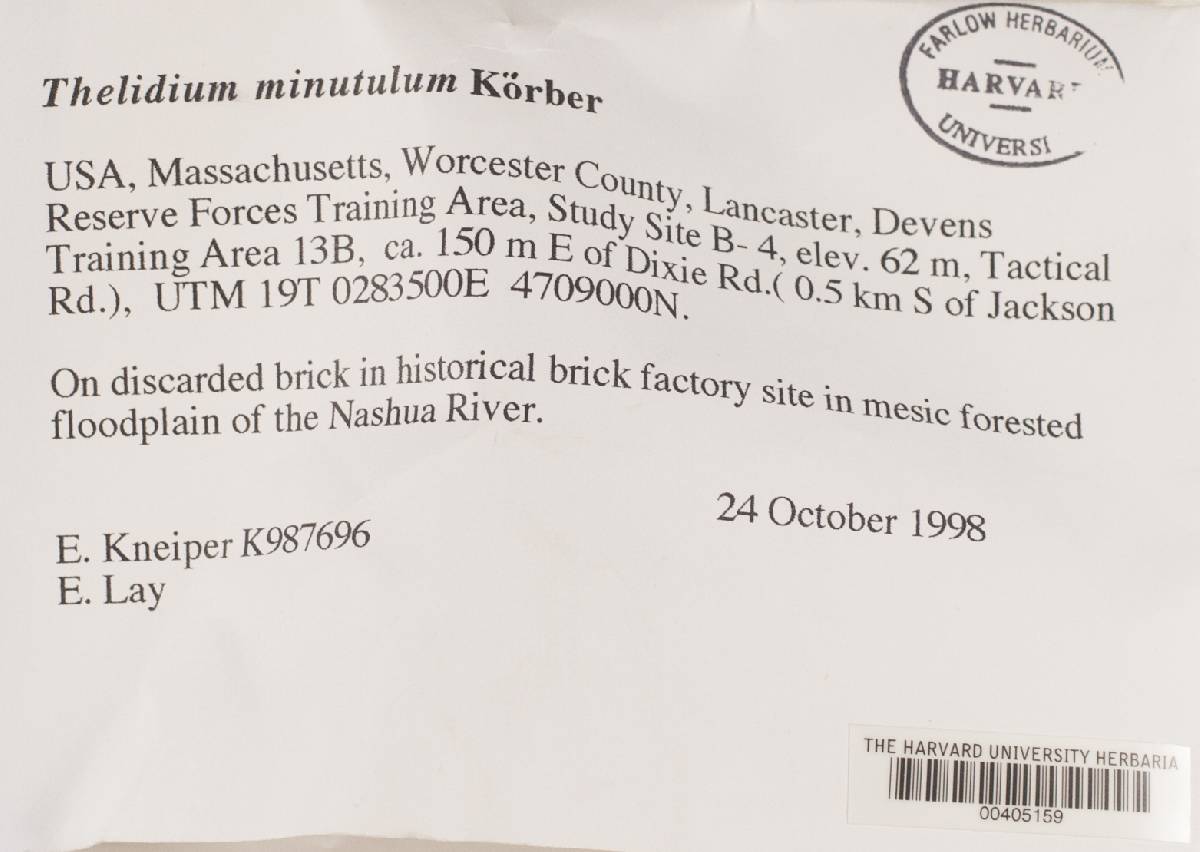 Thelidium minutulum Körber
FARLOW HERBARIUM
HARVAR
UNIVERSI
USA, Massachusetts, Worcester County, Lancaster, Devens
Reserve Forces Training Area, Study Site B- 4, elev. 62 m, Tactical
Training Area 13B, ca. 150 m E of Dixie Rd.( 0.5 km S of Jackson
Rd.), UTM 19T 0283500E 4709000N.
On discarded brick in historical brick factory site in mesic forested
floodplain of the Nashua River.
24 October 1998
E. Kneiper K987696
E. Lay
THE HARVARD UNIVERSITY HERBARIA
00405159